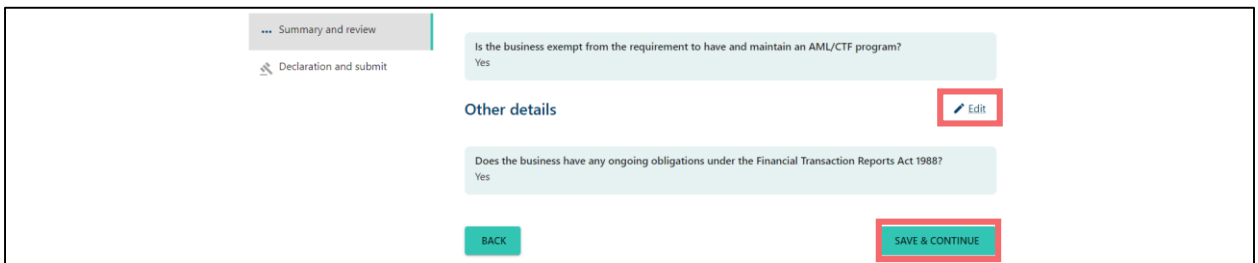 ... Summary and review
Declaration and submit
Is the business exempt from the requirement to have and maintain an AML/CTF program?
Yes
Other details
Edit
Does the business have any ongoing obligations under the Financial Transaction Reports Act 1988?
Yes
BACK
SAVE & CONTINUE